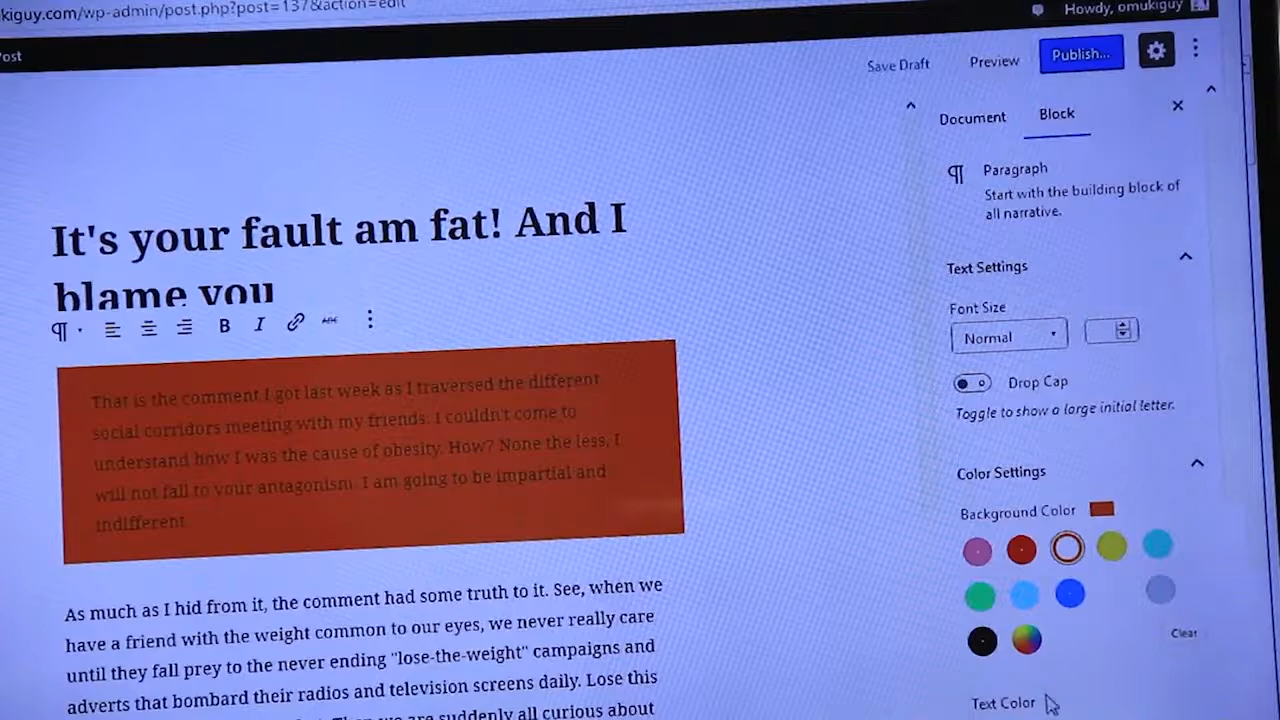 kiguy.com/wp-admin/post.php?post=137&action=edit
Howdy, omukiguy
Post
Save Draft
Preview
Publish...
Document
Block
Paragraph
Start with the building block of
all narrative.
It's your fault am fat! And I
blame you
B
I
ABC
Text Settings
Font Size
Normal
Drop Cap
Toggle to show a large initial letter.
That is the comment I got last week as I traversed the different
social corridors meeting with my friends. I couldn't come to
understand how I was the cause of obesity. How? None the less, I
will not fall to your antagonism. I am going to be impartial and
indifferent.
Color Settings
Background Color
Clear
Text Color
As much as I hid from it, the comment had some truth to it. See, when we
have a friend with the weight common to our eyes, we never really care
until they fall prey to the never ending "lose-the-weight" campaigns and
adverts that bombard their radios and television screens daily. Lose this
we are suddenly all curious about